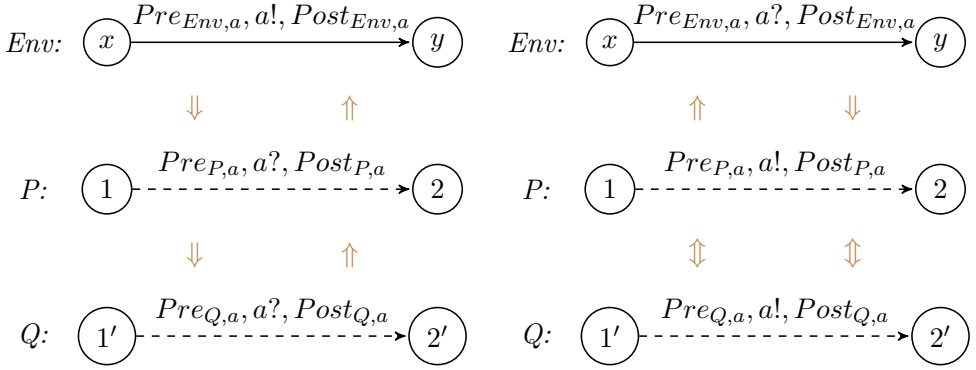 Pre_{Env,a}, a!, Post_{Env,a}
Env: x y
⇓ ⇑
Pre_{P,a}, a?, Post_{P,a}
P: 1 2
⇓ ⇑
Pre_{Q,a}, a?, Post_{Q,a}
Q: 1′ 2′
Pre_{Env,a}, a?, Post_{Env,a}
Env: x y
⇑ ⇓
Pre_{P,a}, a!, Post_{P,a}
P: 1 2
⇕ ⇕
Pre_{Q,a}, a!, Post_{Q,a}
Q: 1′ 2′